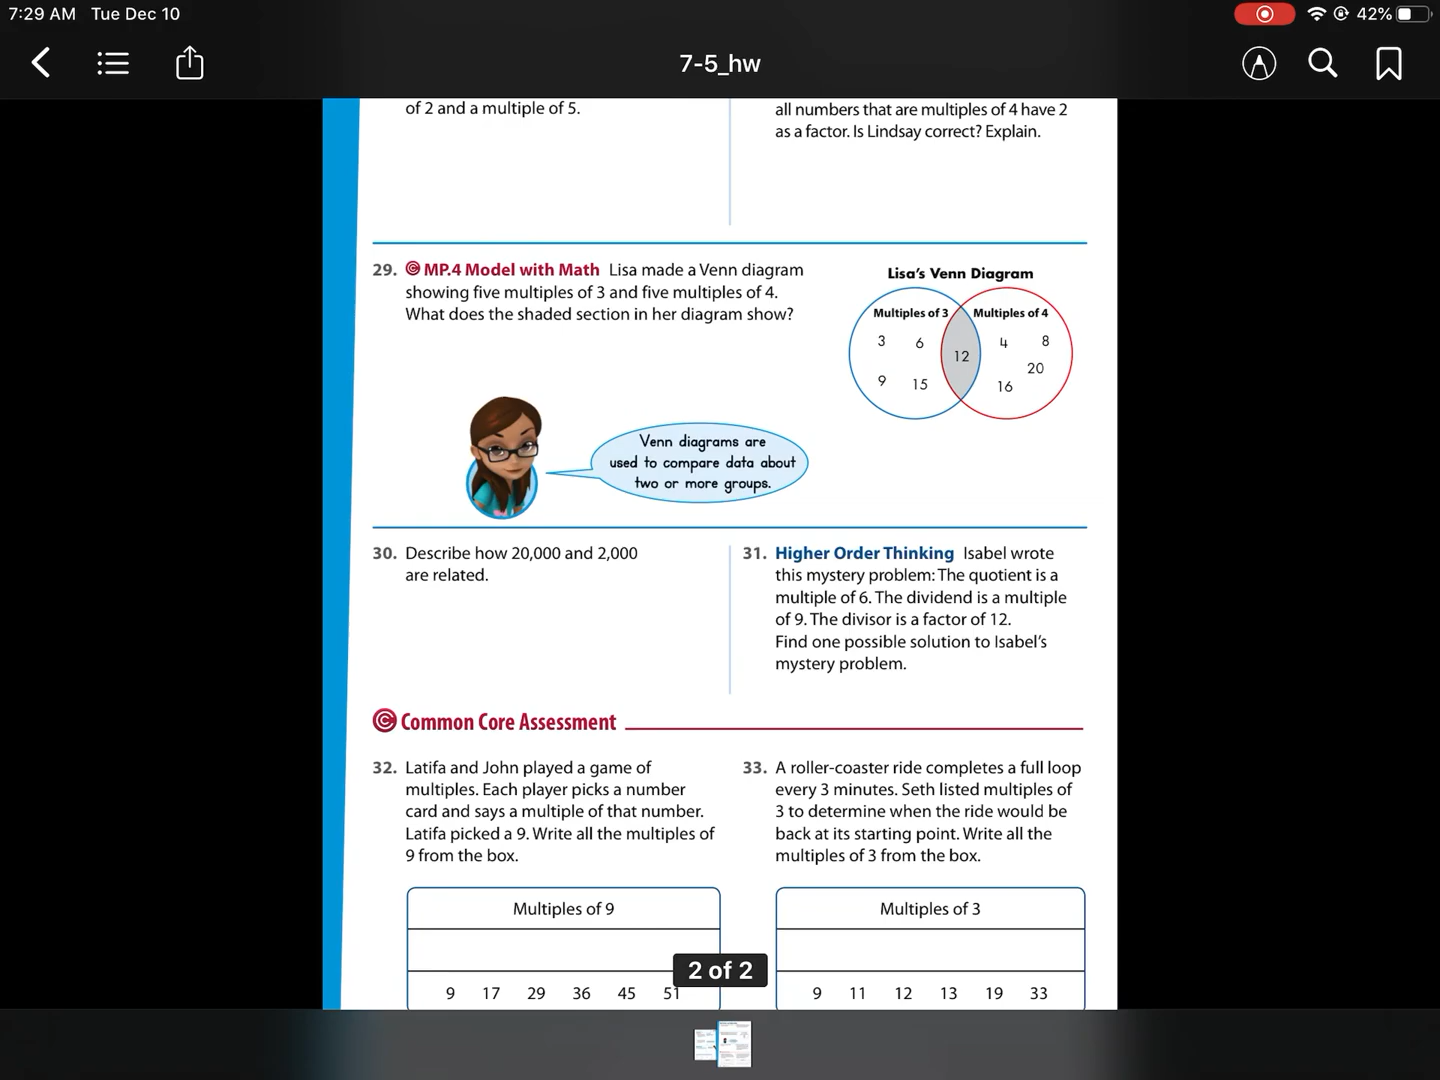 7:29 AM Tue Dec 10
42%
7-5_hw
of 2 and a multiple of 5.
all numbers that are multiples of 4 have 2
as a factor. Is Lindsay correct? Explain.
29. MP.4 Model with Math Lisa made a Venn diagram
showing five multiples of 3 and five multiples of 4.
What does the shaded section in her diagram show?
Lisa's Venn Diagram
Multiples of 3 Multiples of 4
3 6 12 4 8
20
9 15 16
Venn diagrams are
used to compare data about
two or more groups.
30. Describe how 20,000 and 2,000
are related.
31. Higher Order Thinking Isabel wrote
this mystery problem: The quotient is a
multiple of 6. The dividend is a multiple
of 9. The divisor is a factor of 12.
Find one possible solution to Isabel's
mystery problem.
C Common Core Assessment
32. Latifa and John played a game of
multiples. Each player picks a number
card and says a multiple of that number.
Latifa picked a 9. Write all the multiples of
9 from the box.
Multiples of 9
9 17 29 36 45 51
33. A roller-coaster ride completes a full loop
every 3 minutes. Seth listed multiples of
3 to determine when the ride would be
back at its starting point. Write all the
multiples of 3 from the box.
Multiples of 3
9 11 12 13 19 33
2 of 2